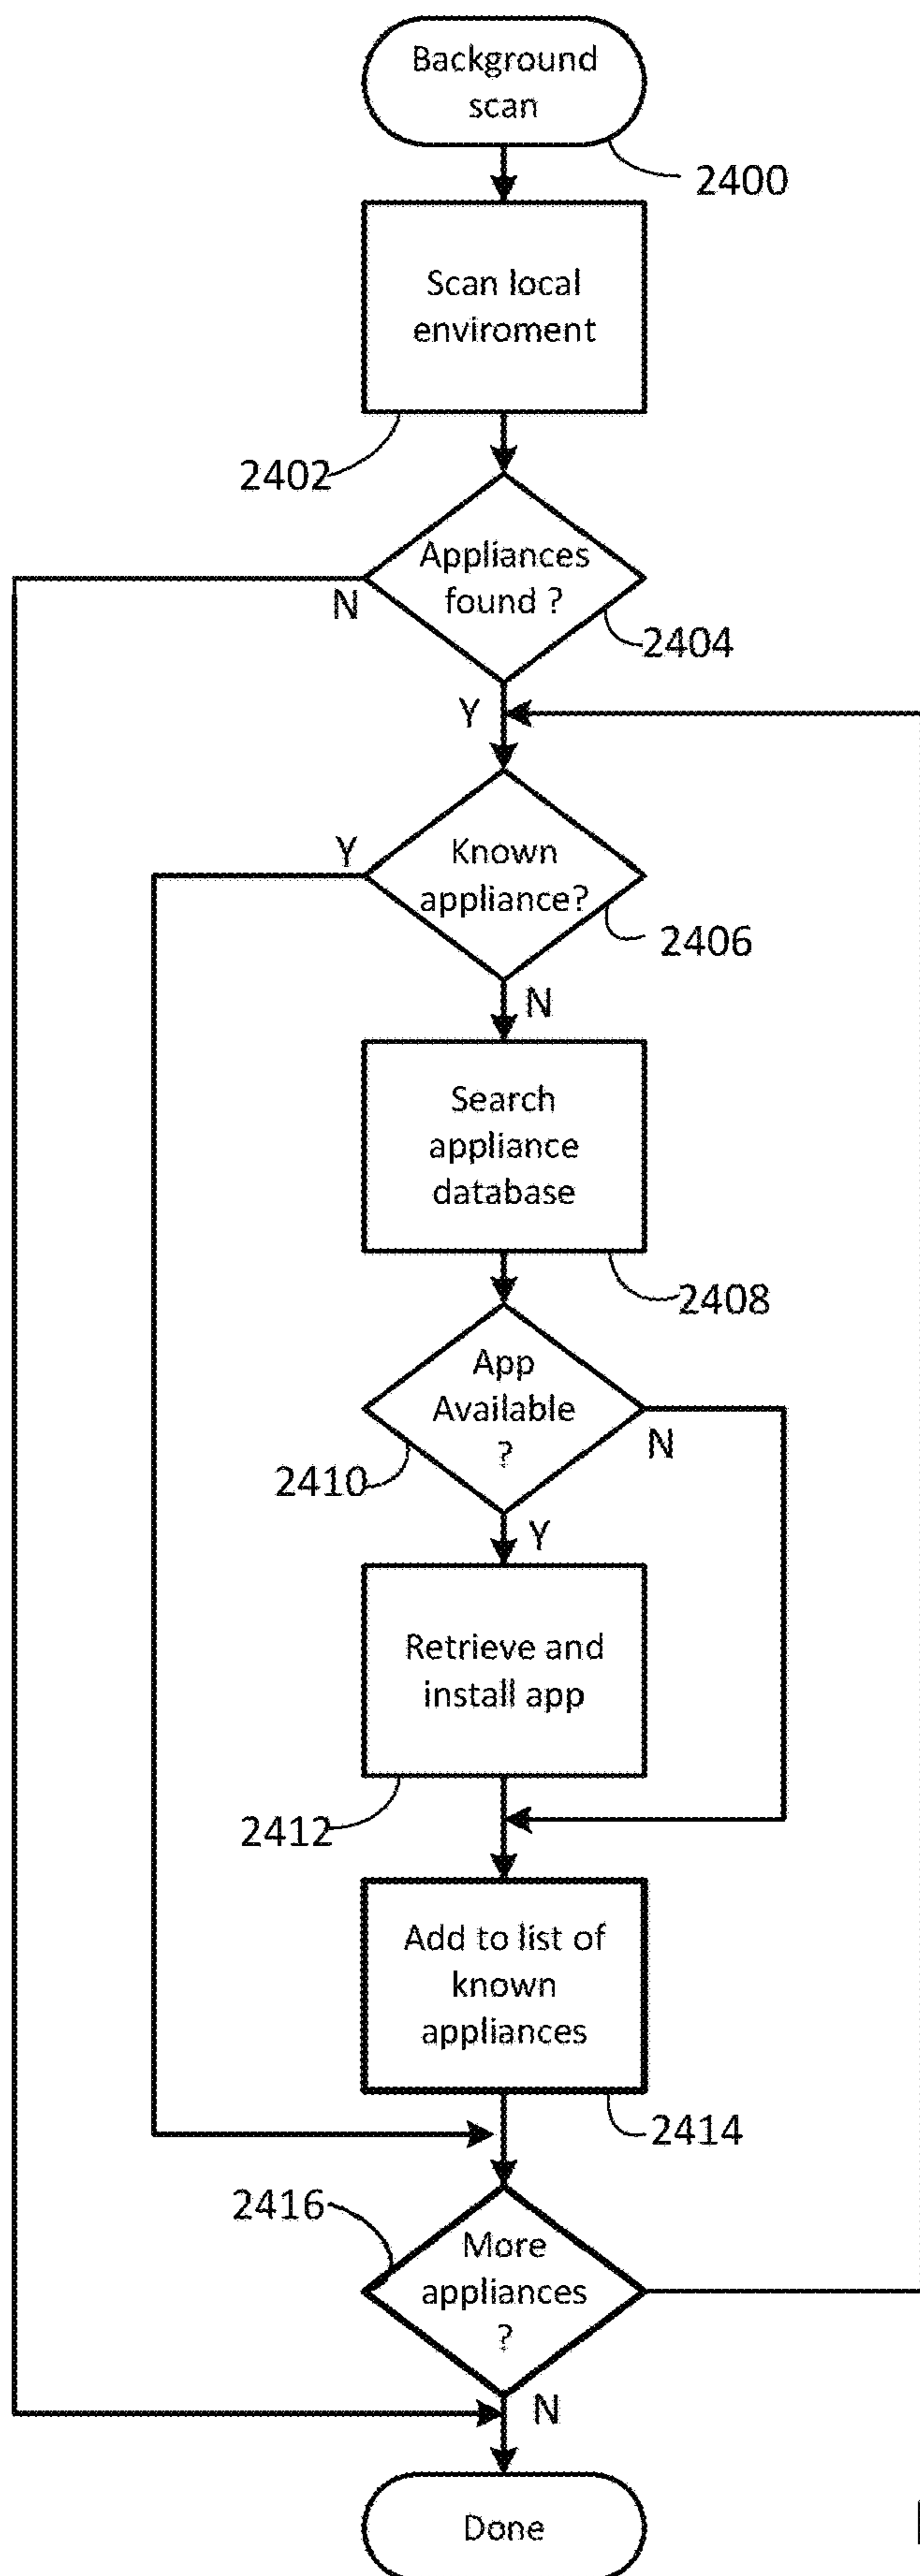 Background
scan
2400
Scan local
enviroment
2402
Appliances
found ?
N
2404
Y
Y
Known
appliance?
2406
N
Search
appliance
database
2408
App
Available
?
N
2410
Y
Retrieve and
install app
2412
Add to list of
known
appliances
2414
2416
More
appliances
?
N
Done